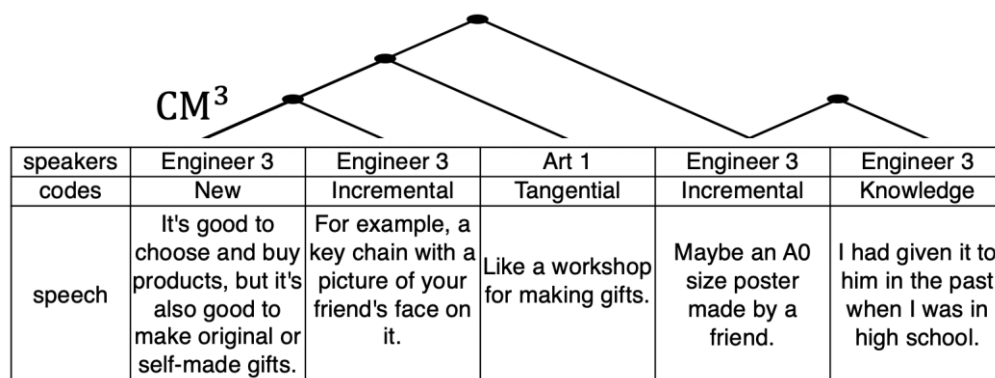 CM³
speakers Engineer 3 Engineer 3 Art 1 Engineer 3 Engineer 3
codes New Incremental Tangential Incremental Knowledge
speech
It's good to
choose and buy
products, but it's
also good to
make original or
self-made gifts.
For example, a
key chain with a
picture of your
friend's face on
it.
Like a workshop
for making gifts.
Maybe an A0
size poster
made by a
friend.
I had given it to
him in the past
when I was in
high school.